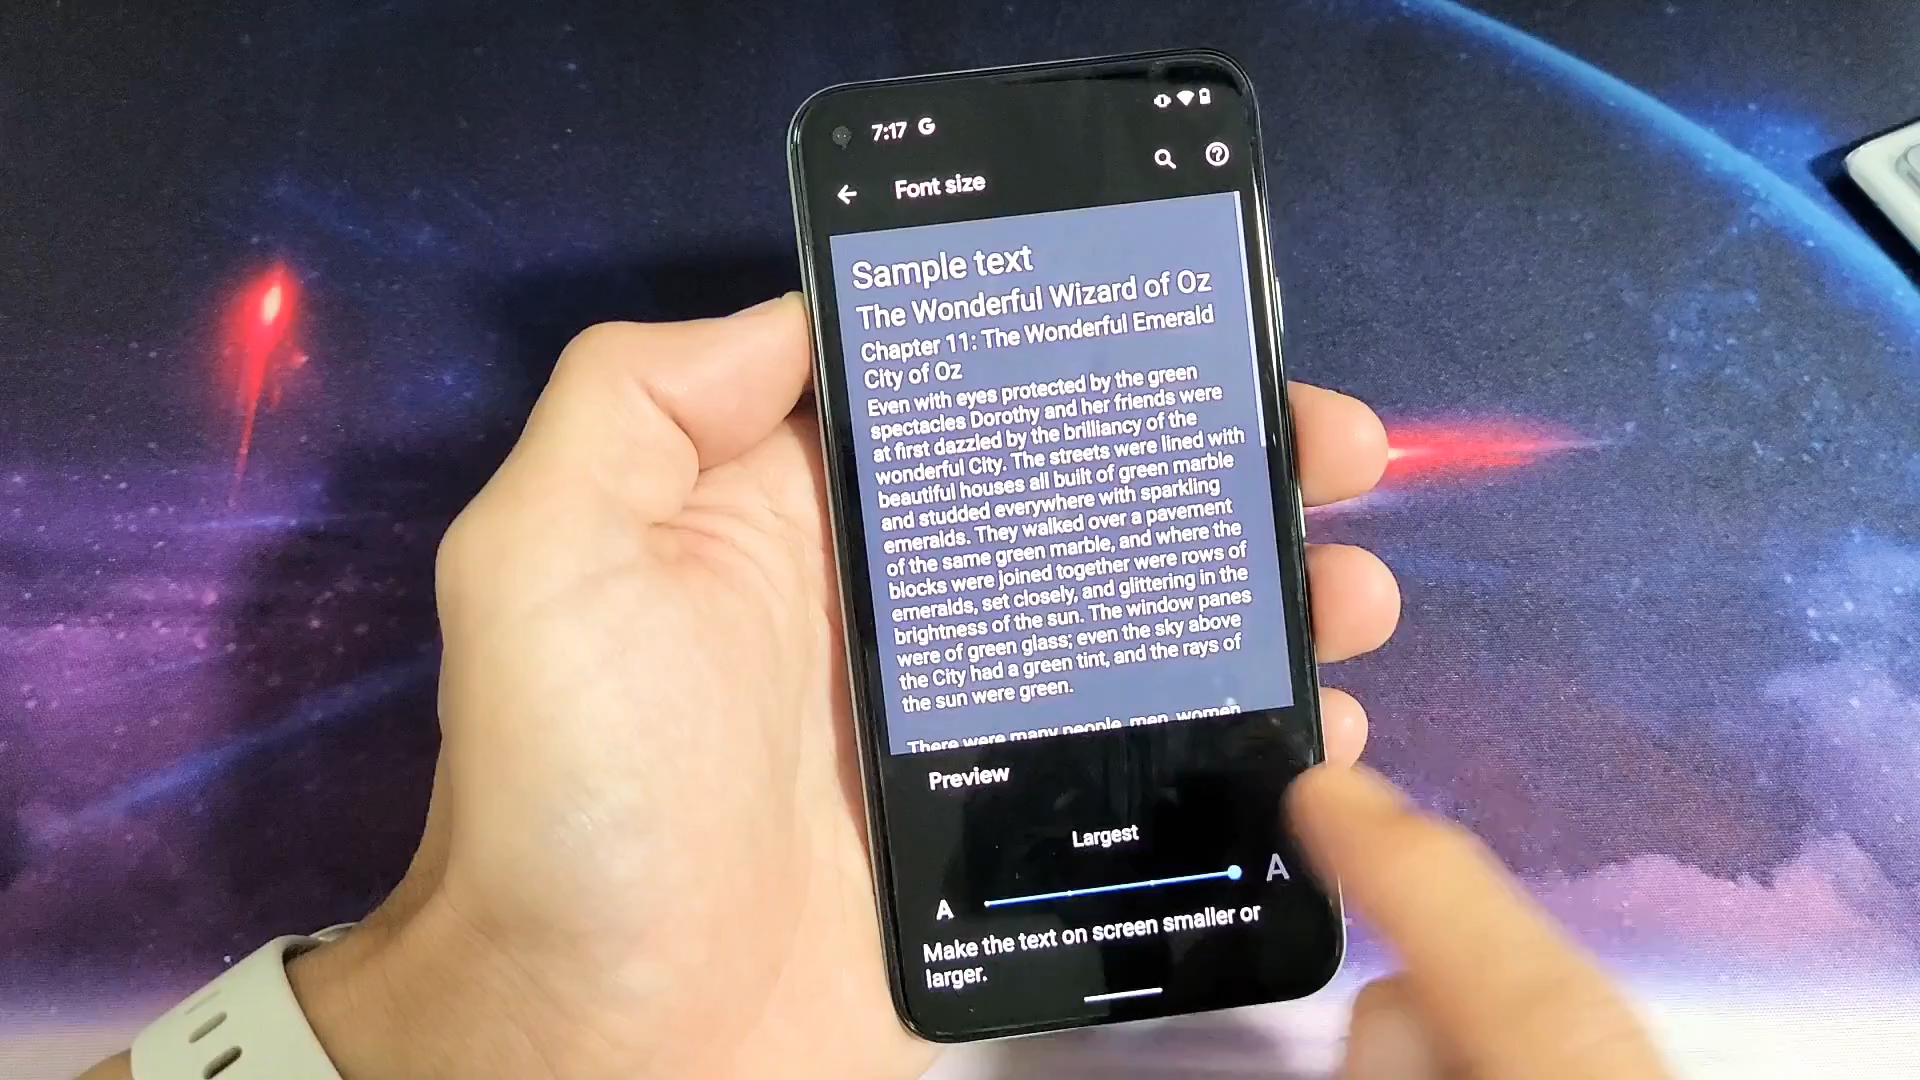 7:17 G
Font size
Sample text
The Wonderful Wizard of Oz
Chapter 11: The Wonderful Emerald
City of Oz
Even with eyes protected by the green
spectacles Dorothy and her friends were
at first dazzled by the brilliancy of the
wonderful City. The streets were lined with
beautiful houses all built of green marble
and studded everywhere with sparkling
emeralds. They walked over a pavement
of the same green marble, and where the
blocks were joined together were rows of
emeralds, set closely, and glittering in the
brightness of the sun. The window panes
were of green glass; even the sky above
the City had a green tint, and the rays of
the sun were green.
There were many people, men, women,
Preview
Largest
A A
Make the text on screen smaller or
larger.